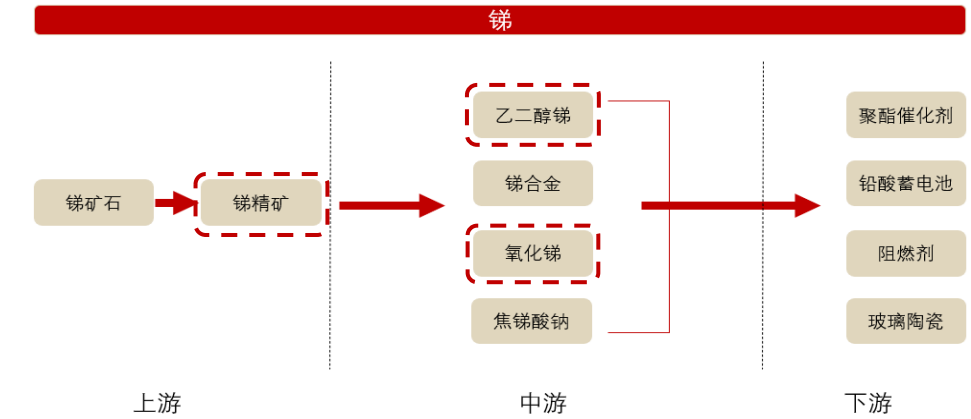 锑
锑矿石
锑精矿
乙二醇锑
锑合金
氧化锑
焦锑酸钠
聚酯催化剂
铅酸蓄电池
阻燃剂
玻璃陶瓷
上游
中游
下游